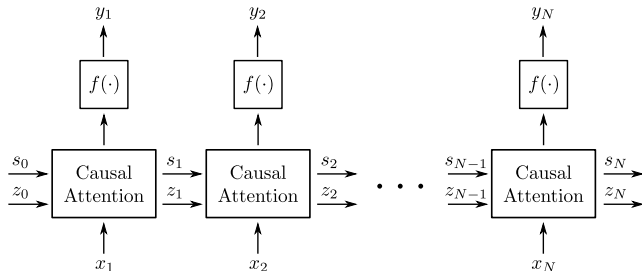 y_1 y_2 y_N
f(·) f(·) f(·)
s_0 Causal Attention s_1 Causal Attention s_2 s_{N−1} Causal Attention s_N
z_0 z_1 z_2 · · · z_{N−1} z_N
x_1 x_2 x_N